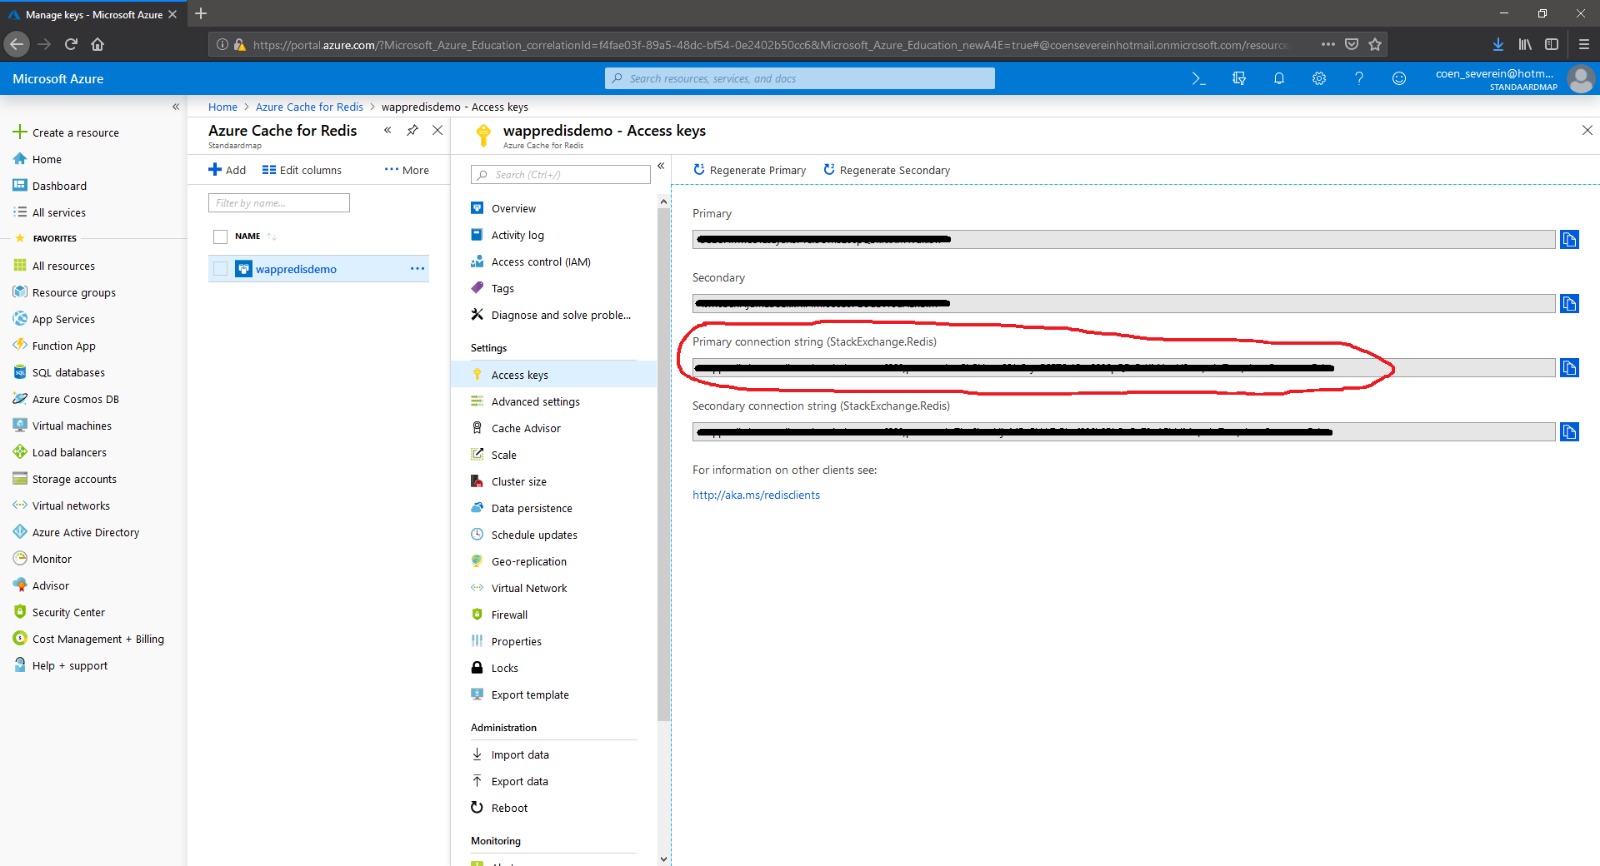 Manage keys - Microsoft Azure
https://portal.azure.com/?Microsoft_Azure_Education_correlationId=f4fae03f-89a5-48dc-bf54-0e2402b50cc6&Microsoft_Azure_Education_newA4E=true#@coensevereinhotmail.onmicrosoft.com/resource
Microsoft Azure
Search resources, services, and docs
coen_severein@hotm...
STANDAARDMAP
Create a resource
Home
Dashboard
All services
FAVORITES
All resources
Resource groups
App Services
Function App
SQL databases
Azure Cosmos DB
Virtual machines
Load balancers
Storage accounts
Virtual networks
Azure Active Directory
Monitor
Advisor
Security Center
Cost Management + Billing
Help + support
Home > Azure Cache for Redis > wappredisdemo - Access keys
Azure Cache for Redis
Standaardmap
Add
Edit columns
More
Filter by name...
NAME
wappredisdemo
wappredisdemo - Access keys
Azure Cache for Redis
Search (Ctrl+/)
Overview
Activity log
Access control (IAM)
Tags
Diagnose and solve proble...
Settings
Access keys
Advanced settings
Cache Advisor
Scale
Cluster size
Data persistence
Schedule updates
Geo-replication
Virtual Network
Firewall
Properties
Locks
Export template
Administration
Import data
Export data
Reboot
Monitoring
Regenerate Primary
Regenerate Secondary
Primary
Secondary
Primary connection string (StackExchange.Redis)
Secondary connection string (StackExchange.Redis)
For information on other clients see:
http://aka.ms/redisclients